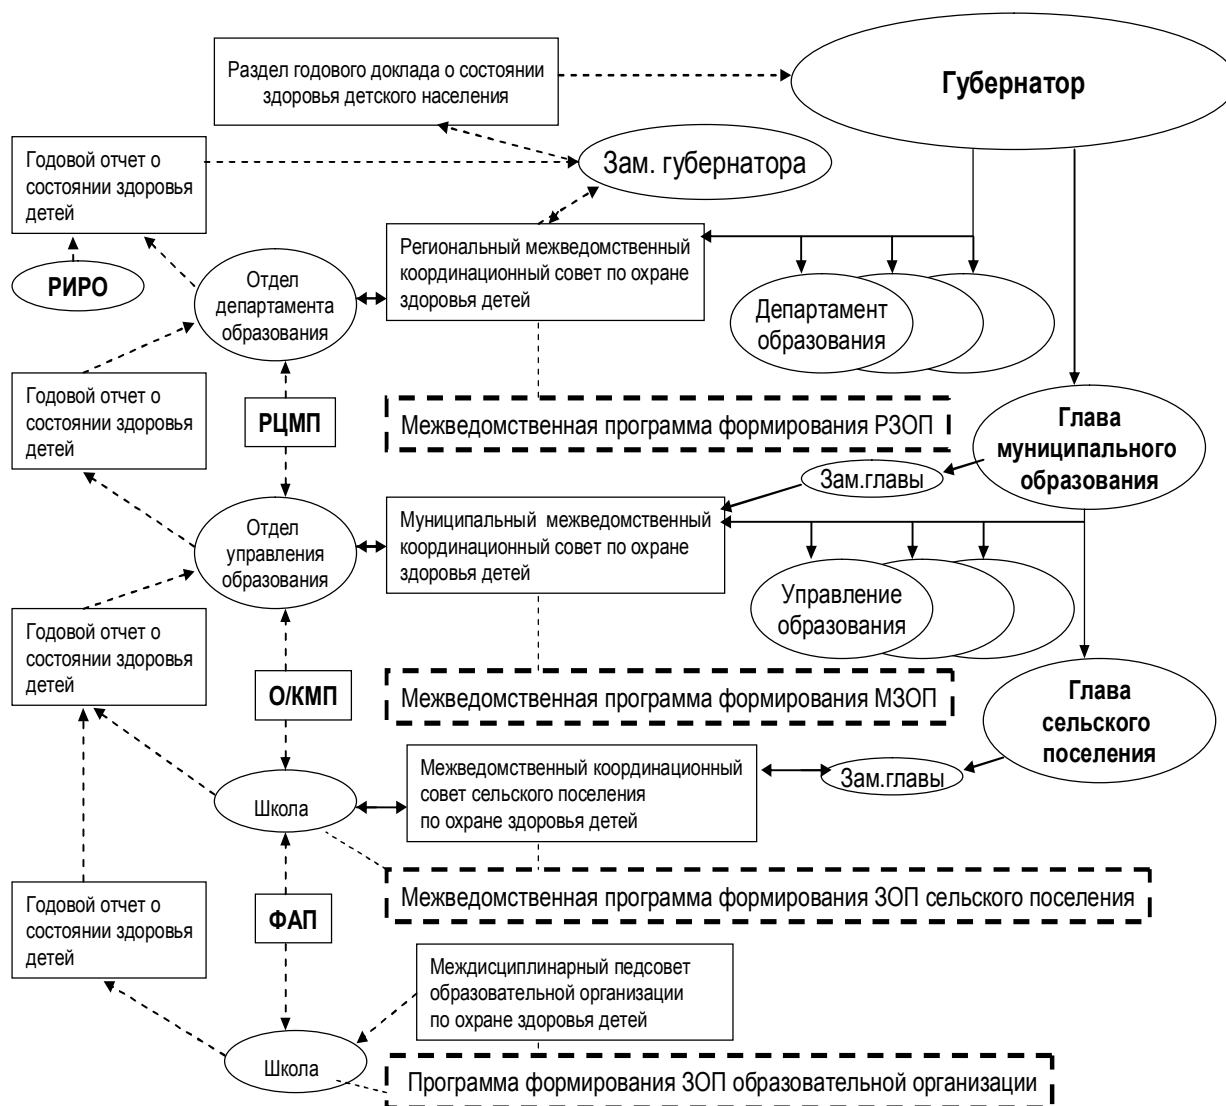 Губернатор
Раздел годового доклада о состоянии
здоровья детского населения
Зам. губернатора
Годовой отчет о
состоянии здоровья
детей
РИРО
Отдел
департамента
образования
Региональный межведомственный
координационный совет по охране
здоровья детей
Департамент
образования
Годовой отчет о
состоянии здоровья
детей
РЦМП
Межведомственная программа формирования РЗОП
Глава
муниципального
образования
Зам.главы
Отдел
управления
образования
Муниципальный межведомственный
координационный совет по охране
здоровья детей
Управление
образования
Годовой отчет о
состоянии здоровья
детей
О/КМП
Межведомственная программа формирования МЗОП
Глава
сельского
поселения
Зам.главы
Школа
Межведомственный координационный
совет сельского поселения
по охране здоровья детей
Межведомственная программа формирования ЗОП сельского поселения
Годовой отчет о
состоянии здоровья
детей
ФАП
Междисциплинарный педсовет
образовательной организации
по охране здоровья детей
Школа
Программа формирования ЗОП образовательной организации